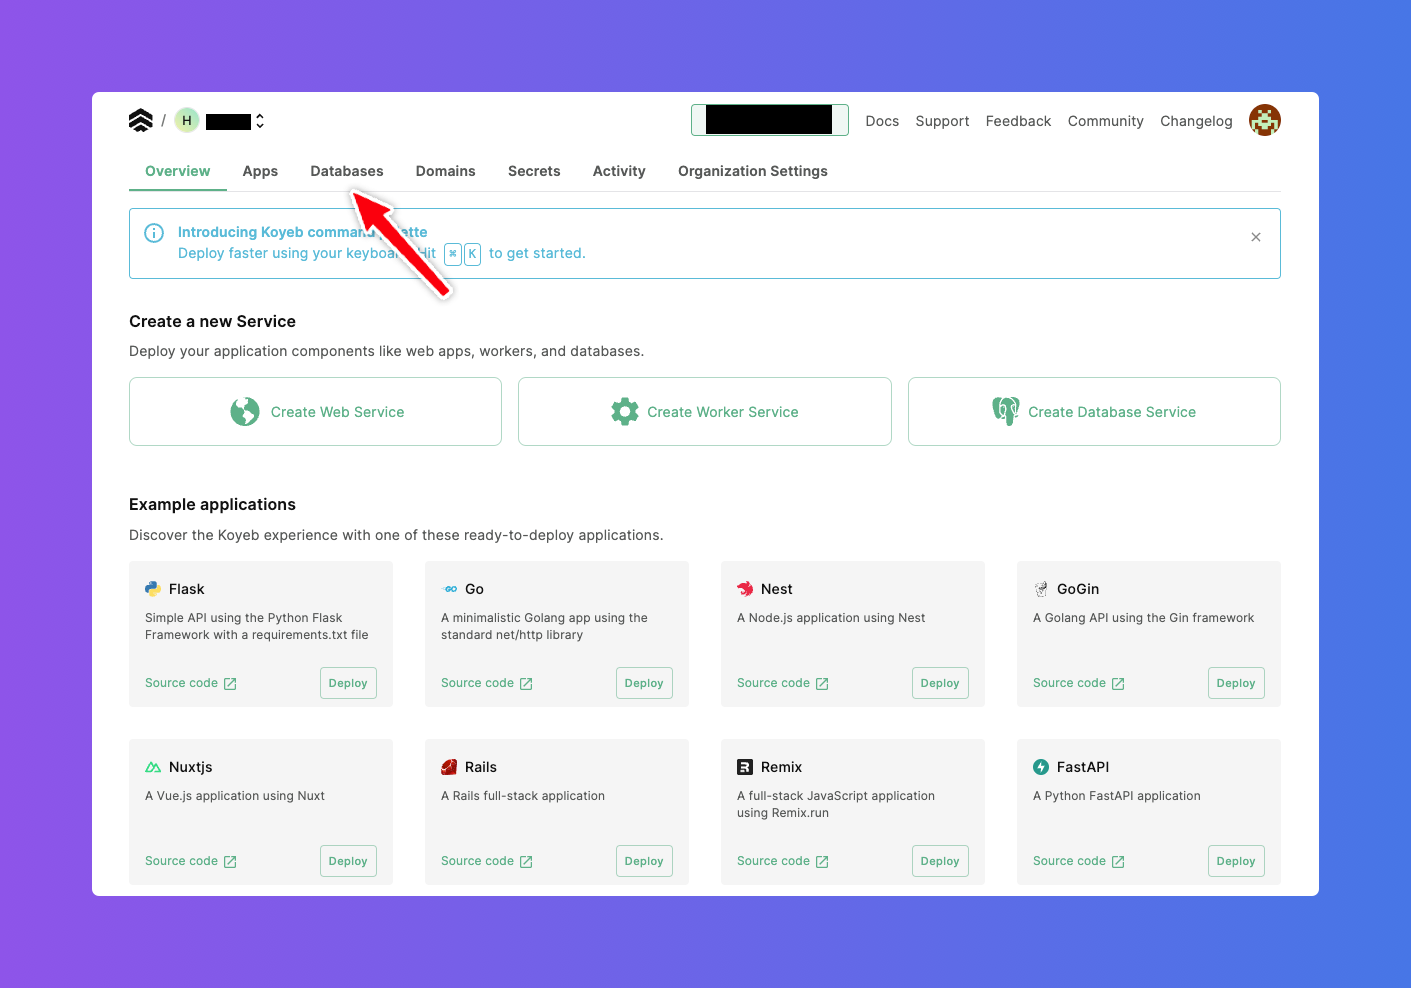 / H
Docs Support Feedback Community Changelog
Overview Apps Databases Domains Secrets Activity Organization Settings
Introducing Koyeb command
Deploy faster using your keyboard ⌘ K to get started.
Create a new Service
Deploy your application components like web apps, workers, and databases.
Create Web Service
Create Worker Service
Create Database Service
Example applications
Discover the Koyeb experience with one of these ready-to-deploy applications.
Flask
Simple API using the Python Flask
Framework with a requirements.txt file
Source code Deploy
Go
A minimalistic Golang app using the
standard net/http library
Source code Deploy
Nest
A Node.js application using Nest
Source code Deploy
GoGin
A Golang API using the Gin framework
Source code Deploy
Nuxtjs
A Vue.js application using Nuxt
Source code Deploy
Rails
A Rails full-stack application
Source code Deploy
Remix
A full-stack JavaScript application
using Remix.run
Source code Deploy
FastAPI
A Python FastAPI application
Source code Deploy